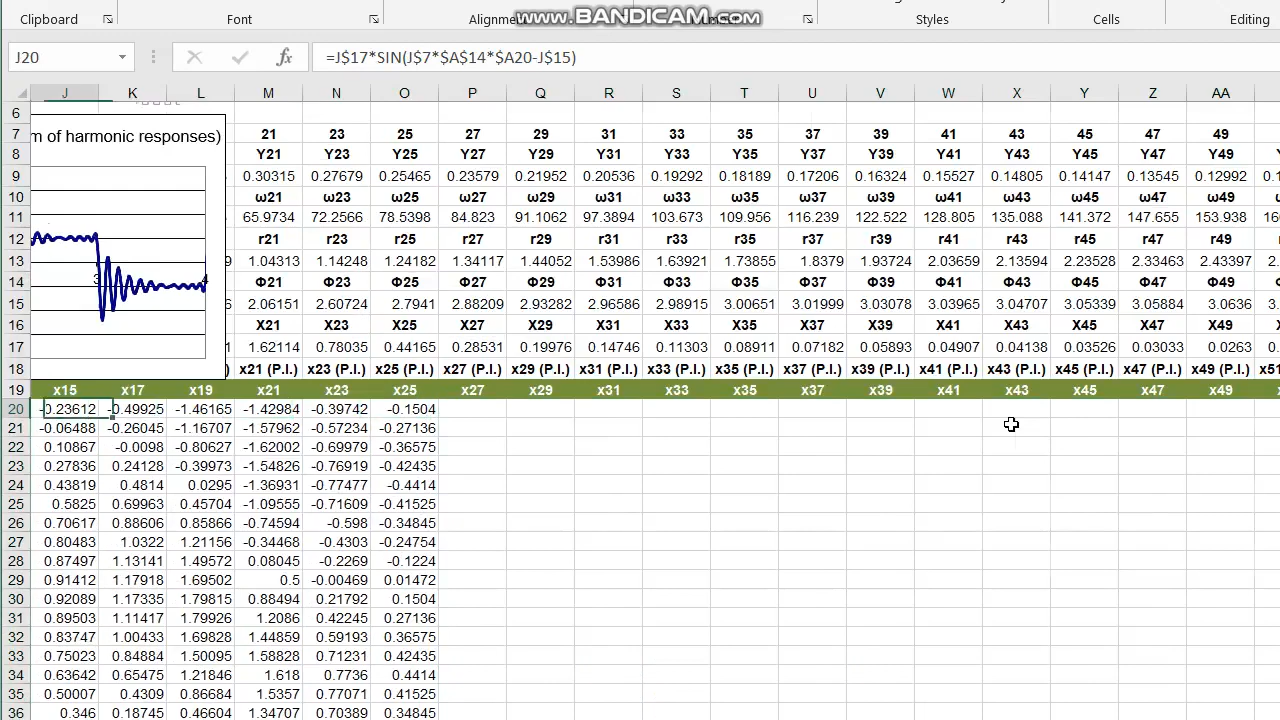 Clipboard Font Alignment Styles Cells Editing
www.BANDICAM.com
J20 fx =J$17*SIN(J$7*$A$14*$A20-J$15)
J K L M N O P Q R S T U V W X Y Z AA
6
7 21 23 25 27 29 31 33 35 37 39 41 43 45 47 49
m of harmonic responses)
8 Y21 Y23 Y25 Y27 Y29 Y31 Y33 Y35 Y37 Y39 Y41 Y43 Y45 Y47 Y49
9 0.30315 0.27679 0.25465 0.23579 0.21952 0.20536 0.19292 0.18189 0.17206 0.16324 0.15527 0.14805 0.14147 0.13545 0.12992
10 ω21 ω23 ω25 ω27 ω29 ω31 ω33 ω35 ω37 ω39 ω41 ω43 ω45 ω47 ω49
11 65.9734 72.2566 78.5398 84.823 91.1062 97.3894 103.673 109.956 116.239 122.522 128.805 135.088 141.372 147.655 153.938
12 r21 r23 r25 r27 r29 r31 r33 r35 r37 r39 r41 r43 r45 r47 r49
13 1.04313 1.14248 1.24182 1.34117 1.44052 1.53986 1.63921 1.73855 1.8379 1.93724 2.03659 2.13594 2.23528 2.33463 2.43397
3 4
14 Φ21 Φ23 Φ25 Φ27 Φ29 Φ31 Φ33 Φ35 Φ37 Φ39 Φ41 Φ43 Φ45 Φ47 Φ49
15 2.06151 2.60724 2.7941 2.88209 2.93282 2.96586 2.98915 3.00651 3.03078 3.03965 3.04707 3.05339 3.05884 3.0636
16 X21 X23 X25 X27 X29 X31 X33 X35 X37 X39 X41 X43 X45 X47 X49
17 1.62114 0.78035 0.44165 0.28531 0.19976 0.14746 0.11303 0.08911 0.07182 0.05893 0.04907 0.04138 0.03526 0.03033 0.0263
18 x21 (P.I.) x23 (P.I.) x25 (P.I.) x27 (P.I.) x29 (P.I.) x31 (P.I.) x33 (P.I.) x35 (P.I.) x37 (P.I.) x39 (P.I.) x41 (P.I.) x43 (P.I.) x45 (P.I.) x47 (P.I.) x49 (P.I.)
19 x15 x17 x19 x21 x23 x25 x27 x29 x31 x33 x35 x37 x39 x41 x43 x45 x47 x49
20 -0.23612 -0.49925 -1.46165 -1.42984 -0.39742 -0.1504
21 -0.06488 -0.26045 -1.16707 -1.57962 -0.57234 -0.27136
22 0.10867 -0.0098 -0.80627 -1.62002 -0.69979 -0.36575
23 0.27836 0.24128 -0.39973 -1.54826 -0.76919 -0.42435
24 0.43819 0.4814 0.0295 -1.36931 -0.77477 -0.4414
25 0.5825 0.69963 0.45704 -1.09555 -0.71609 -0.41525
26 0.70617 0.88606 0.85866 -0.74594 -0.598 -0.34845
27 0.80483 1.0322 1.21156 -0.34468 -0.4303 -0.24754
28 0.87497 1.13141 1.49572 0.08045 -0.2269 -0.1224
29 0.91412 1.17918 1.69502 0.5 -0.00469 0.01472
30 0.92089 1.17335 1.79815 0.88494 0.21792 0.1504
31 0.89503 1.11417 1.79926 1.2086 0.42245 0.27136
32 0.83747 1.00433 1.69828 1.44859 0.59193 0.36575
33 0.75023 0.84884 1.50095 1.58828 0.71231 0.42435
34 0.63642 0.65475 1.21846 1.618 0.7736 0.4414
35 0.50007 0.4309 0.86684 1.5357 0.77071 0.41525
36 0.346 0.18745 0.46604 1.34707 0.70389 0.34845